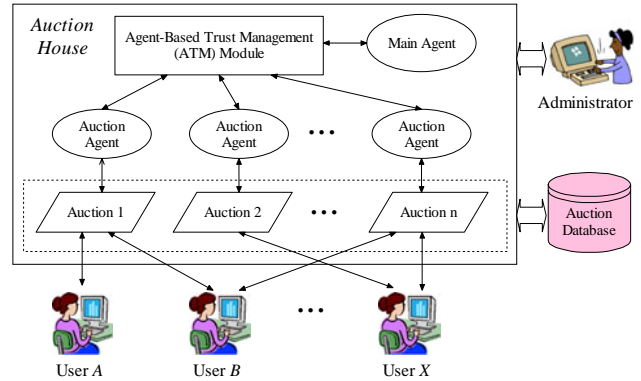 Auction
House
Agent-Based Trust Management
(ATM) Module
Main Agent
Administrator
Auction
Agent
Auction
Agent
•••
Auction
Agent
Auction 1
Auction 2
•••
Auction n
Auction
Database
•••
User A
User B
User X